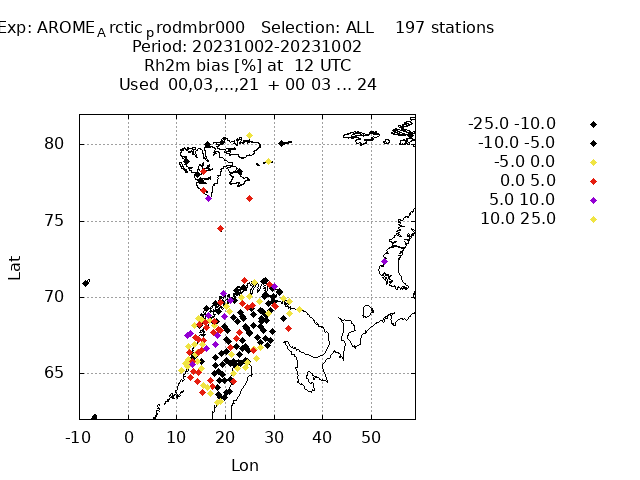 Exp: AROME_Arctic_prodmbr000 Selection: ALL 197 stations
Period: 20231002-20231002
Rh2m bias [%] at 12 UTC
Used 00,03,...,21 + 00 03 ... 24
-25.0 -10.0
-10.0 -5.0
-5.0 0.0
0.0 5.0
5.0 10.0
10.0 25.0
80
75
70
65
Lat
-10 0 10 20 30 40 50
Lon